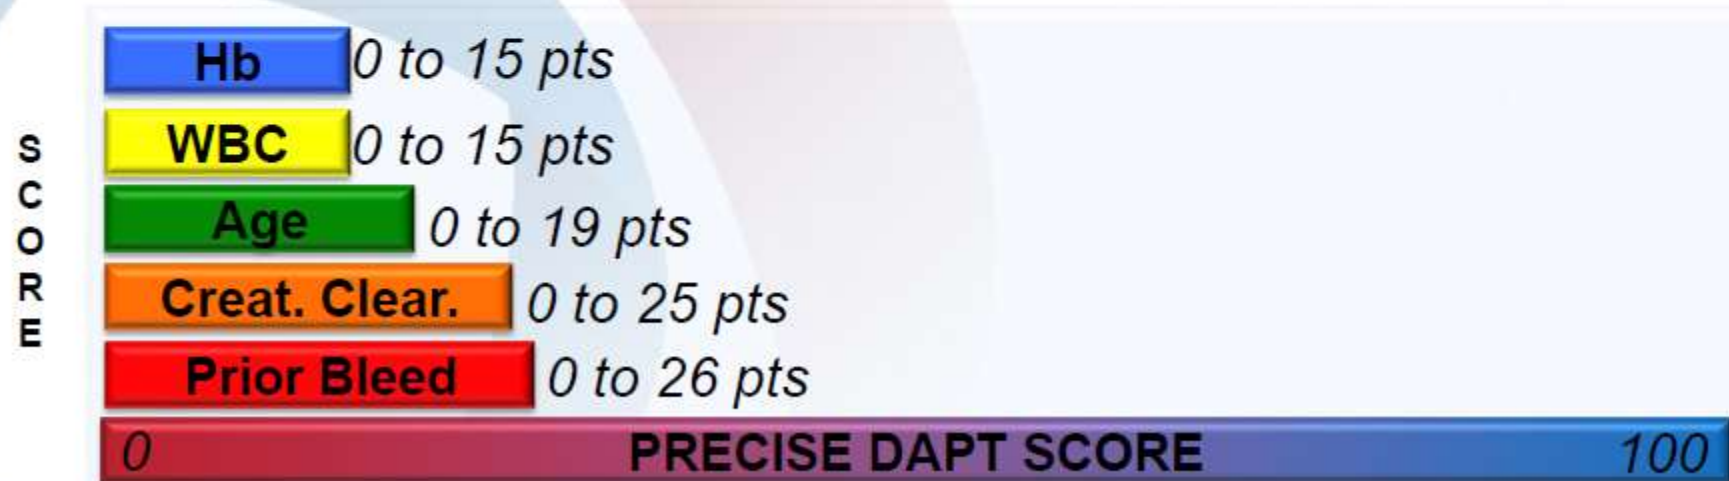 SCORE
Hb 0 to 15 pts
WBC 0 to 15 pts
Age 0 to 19 pts
Creat. Clear. 0 to 25 pts
Prior Bleed 0 to 26 pts
0 PRECISE DAPT SCORE 100